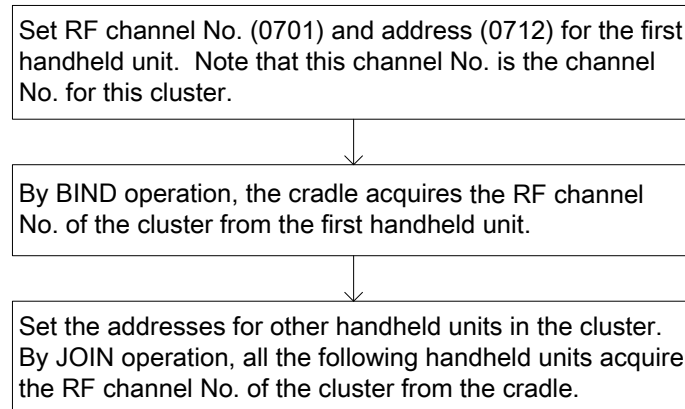 Set RF channel No. (0701) and address (0712) for the first
handheld unit.  Note that this channel No. is the channel
No. for this cluster.
By BIND operation, the cradle acquires the RF channel
No. of the cluster from the first handheld unit.
Set the addresses for other handheld units in the cluster.
By JOIN operation, all the following handheld units acquire
the RF channel No. of the cluster from the cradle.